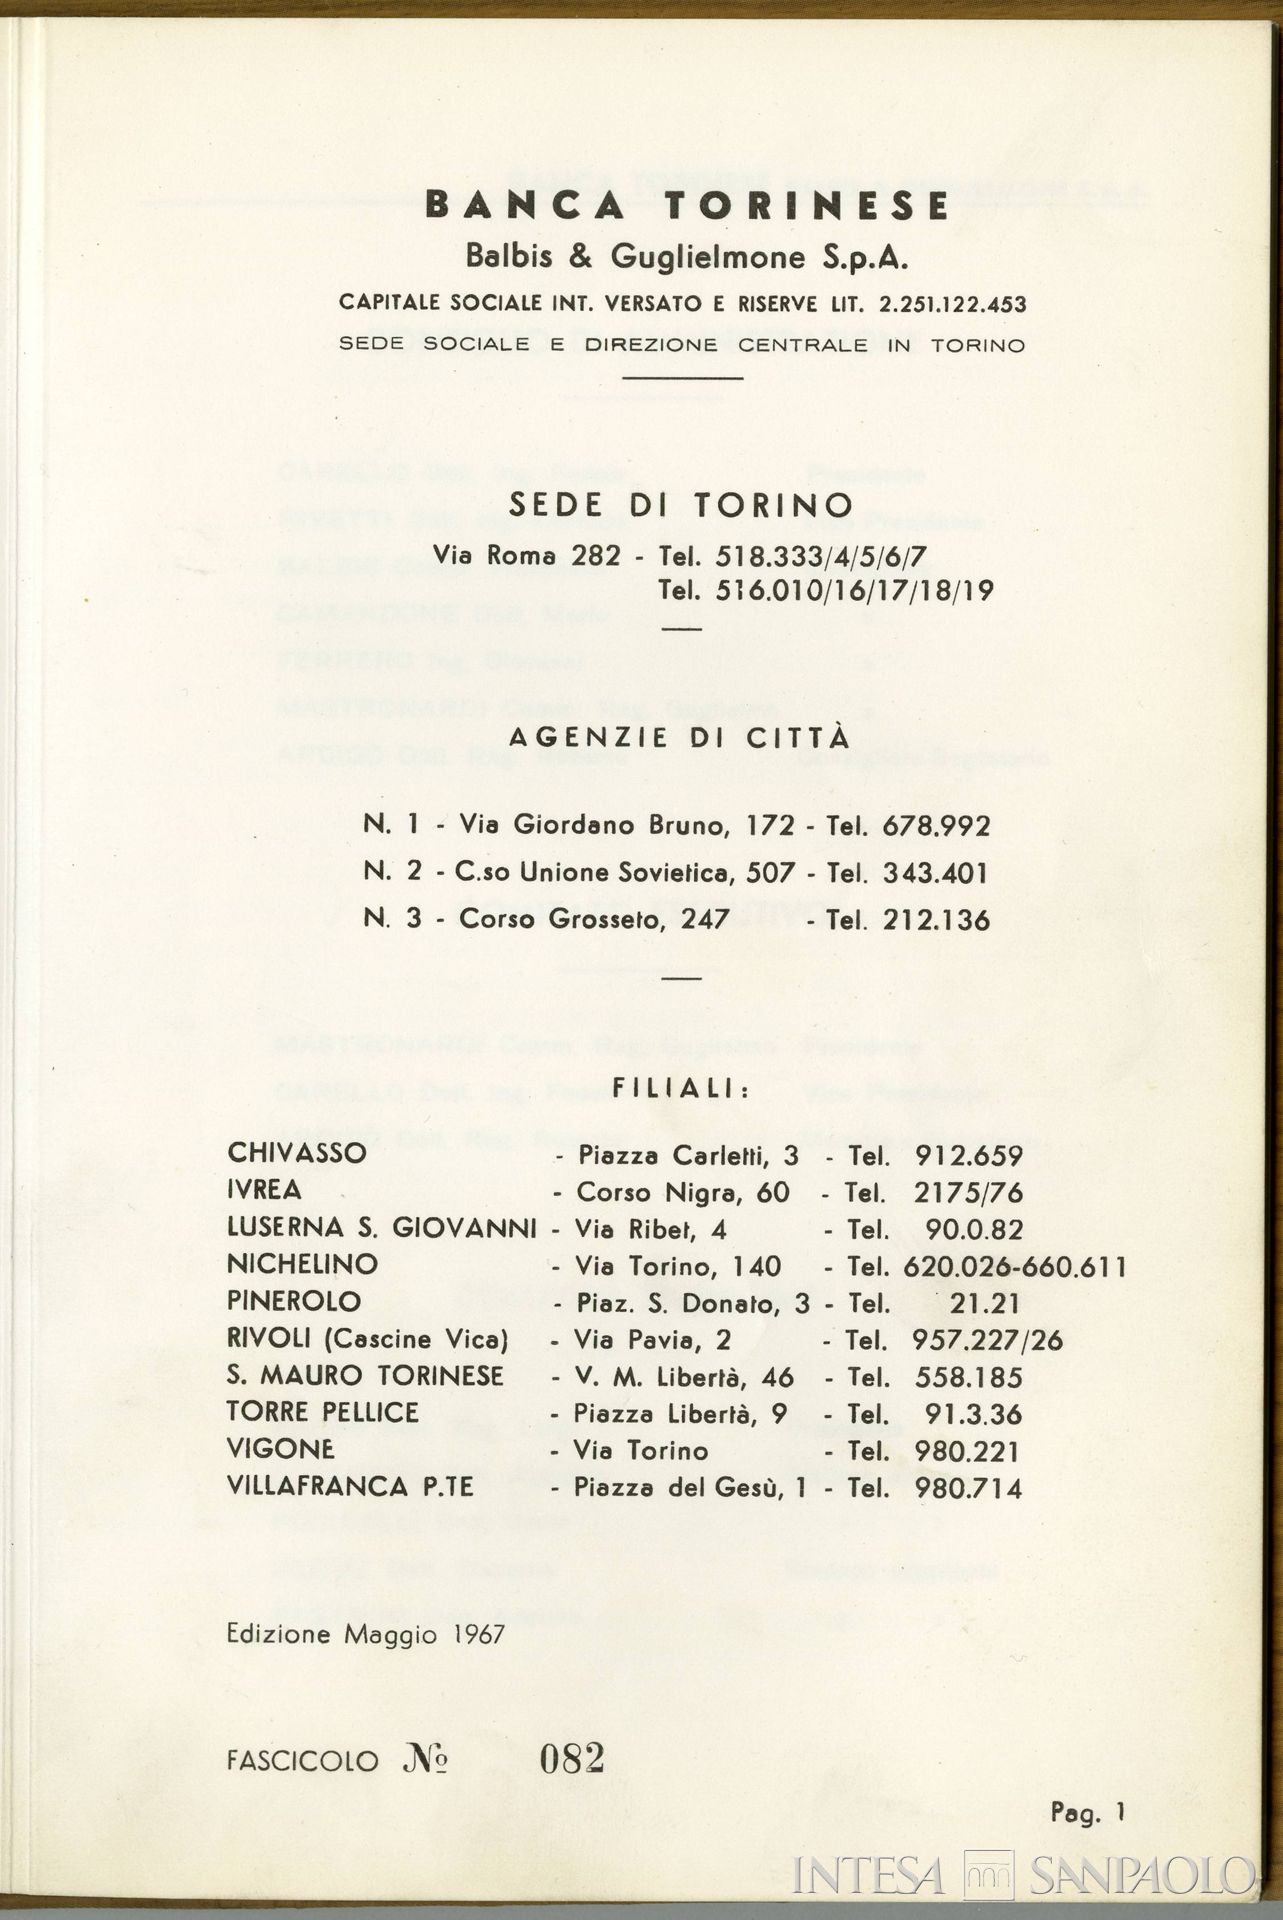 BANCA TORINESE
Balbis & Guglielmone S.p.A.
CAPITALE SOCIALE INT. VERSATO E RISERVE LIT. 2.251.122.453
SEDE SOCIALE E DIREZIONE CENTRALE IN TORINO
SEDE DI TORINO
Via Roma 282 - Tel. 518.333/4/5/6/7
Tel. 516.010/16/17/18/19
AGENZIE DI CITTÀ
N. 1 - Via Giordano Bruno, 172 - Tel. 678.992
N. 2 - C.so Unione Sovietica, 507 - Tel. 343.401
N. 3 - Corso Grosseto, 247 - Tel. 212.136
FILIALI:
CHIVASSO - Piazza Carletti, 3 - Tel. 912.659
IVREA - Corso Nigra, 60 - Tel. 2175/76
LUSERNA S. GIOVANNI - Via Ribet, 4 - Tel. 90.0.82
NICHELINO - Via Torino, 140 - Tel. 620.026-660.611
PINEROLO - Piaz. S. Donato, 3 - Tel. 21.21
RIVOLI (Cascine Vica) - Via Pavia, 2 - Tel. 957.227/26
S. MAURO TORINESE - V. M. Libertà, 46 - Tel. 558.185
TORRE PELLICE - Piazza Libertà, 9 - Tel. 91.3.36
VIGONE - Via Torino - Tel. 980.221
VILLAFRANCA P.TE - Piazza del Gesù, 1 - Tel. 980.714
Edizione Maggio 1967
FASCICOLO Nº 082
Pag. 1
INTESA SANPAOLO